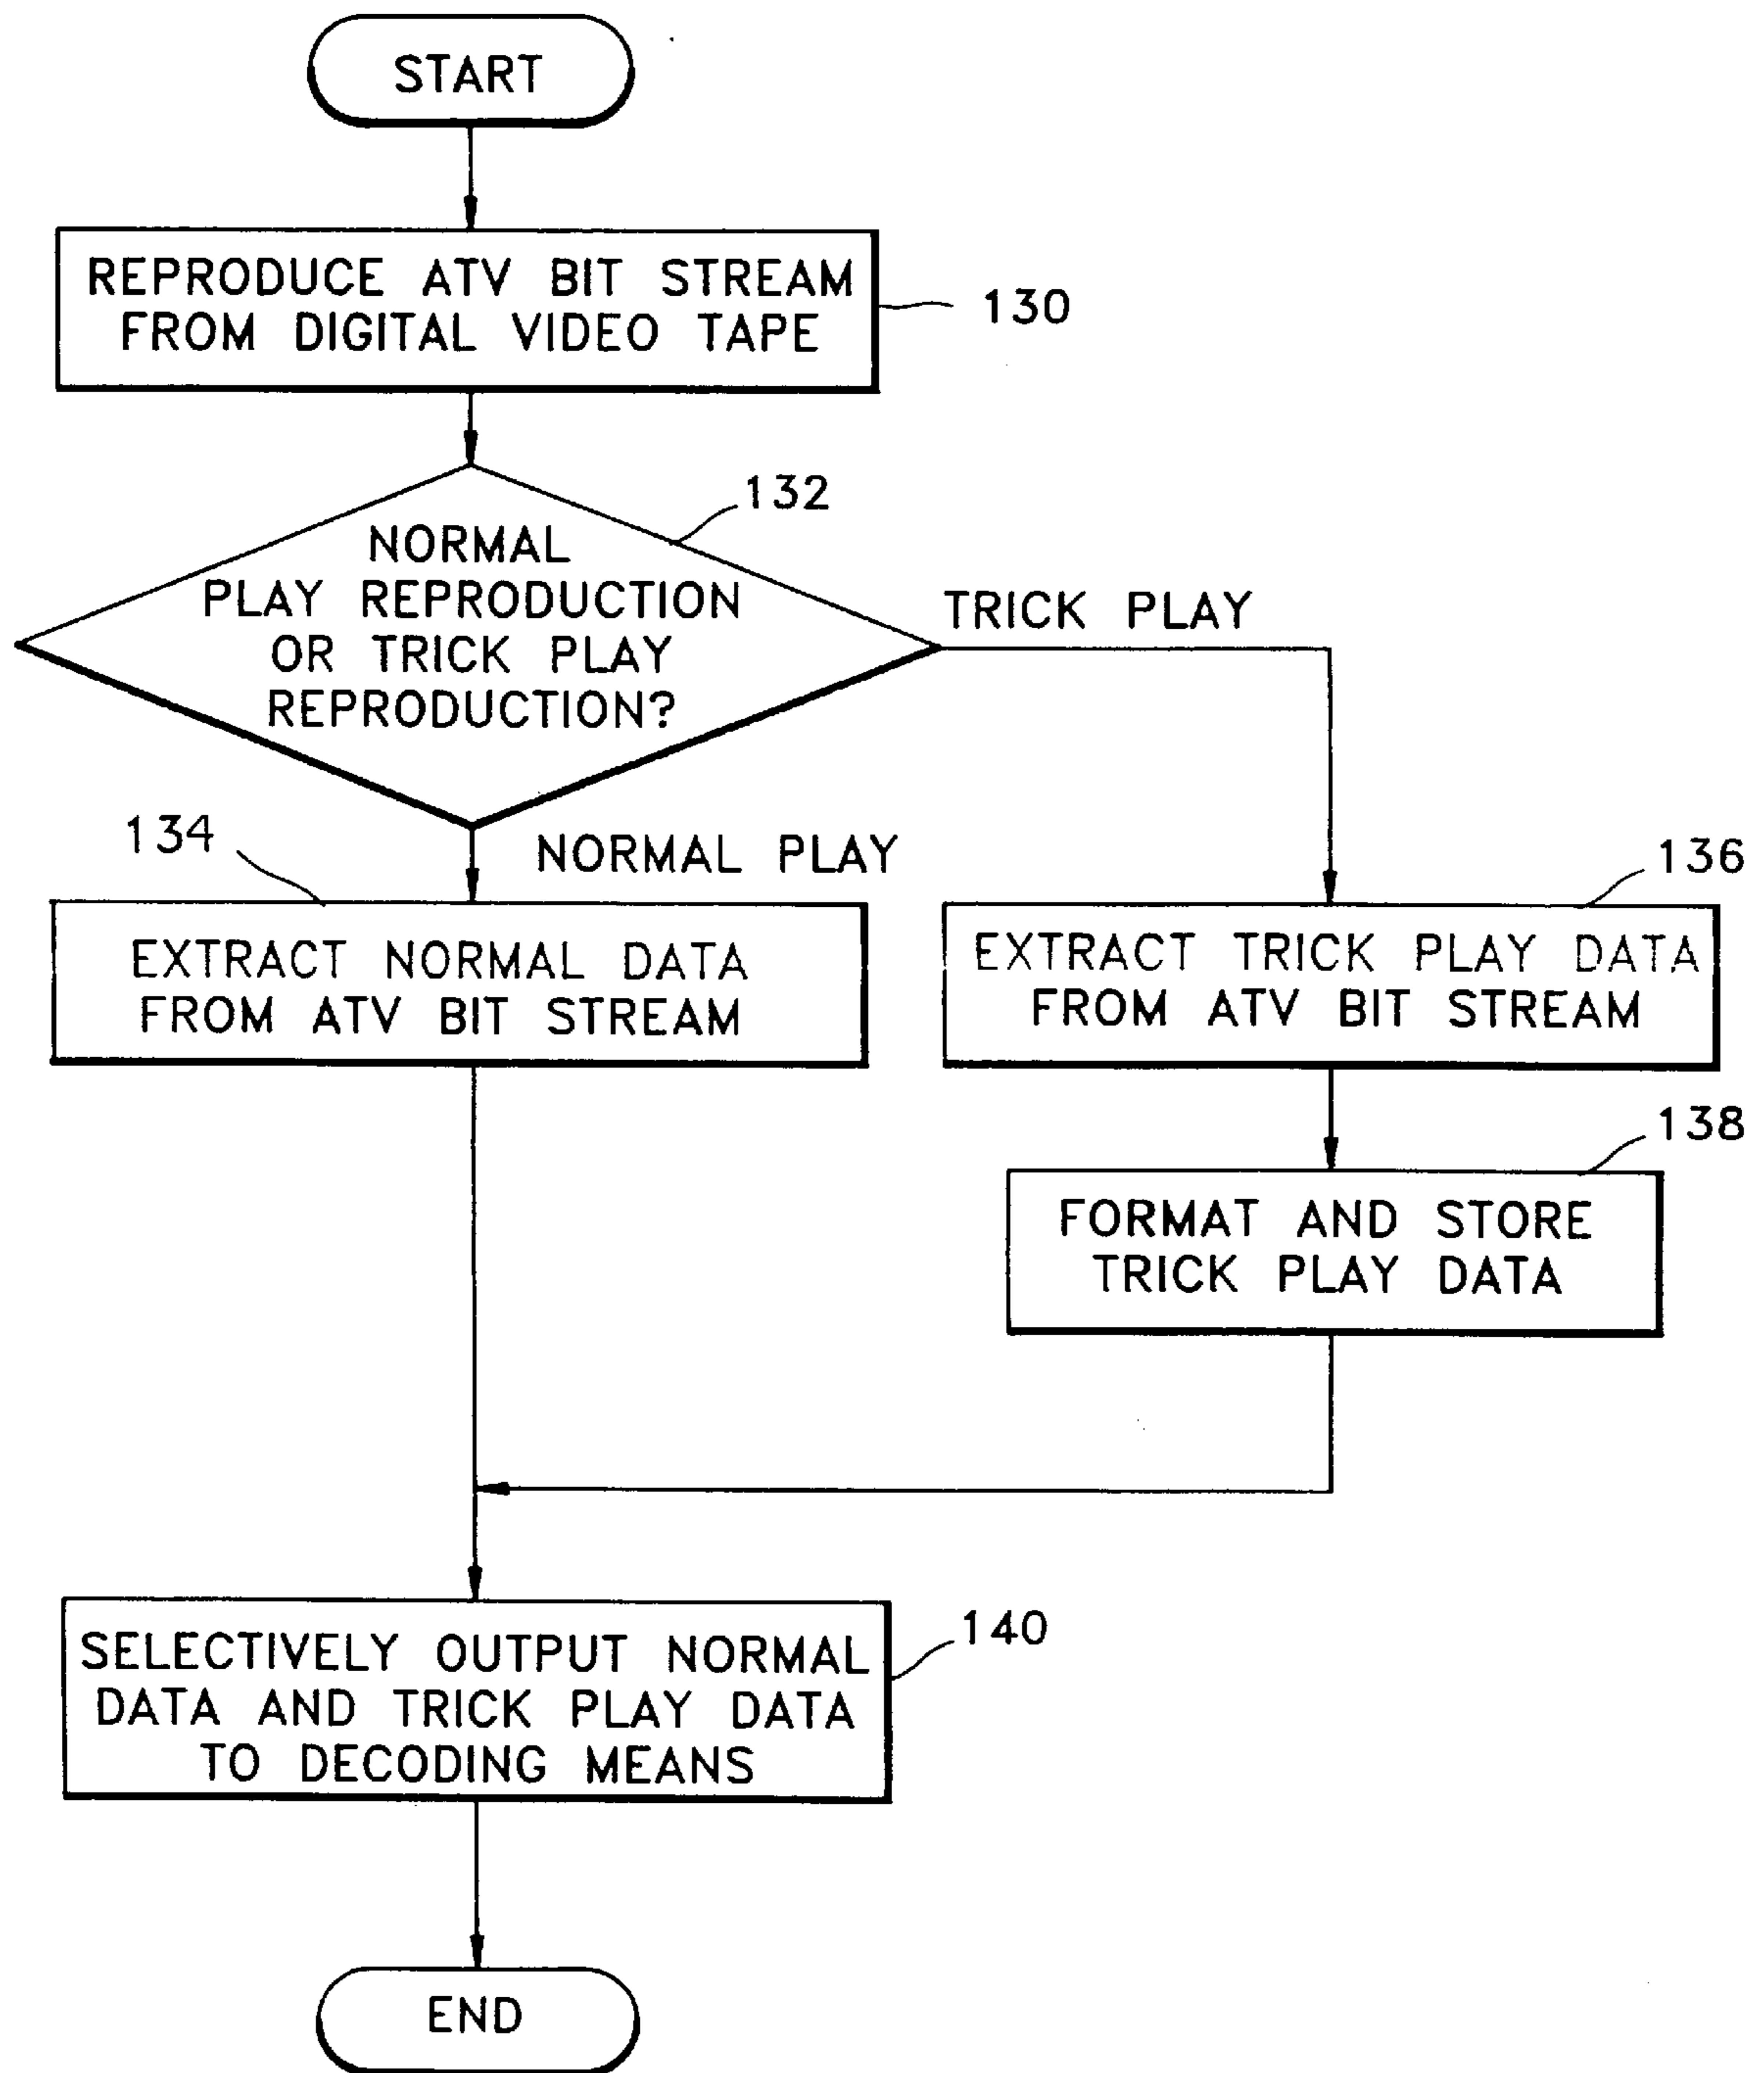 START
REPRODUCE ATV BIT STREAM
FROM DIGITAL VIDEO TAPE
130
132
NORMAL
PLAY REPRODUCTION
OR TRICK PLAY
REPRODUCTION?
TRICK PLAY
134
NORMAL PLAY
136
EXTRACT NORMAL DATA
FROM ATV BIT STREAM
EXTRACT TRICK PLAY DATA
FROM ATV BIT STREAM
138
FORMAT AND STORE
TRICK PLAY DATA
140
SELECTIVELY OUTPUT NORMAL
DATA AND TRICK PLAY DATA
TO DECODING MEANS
END